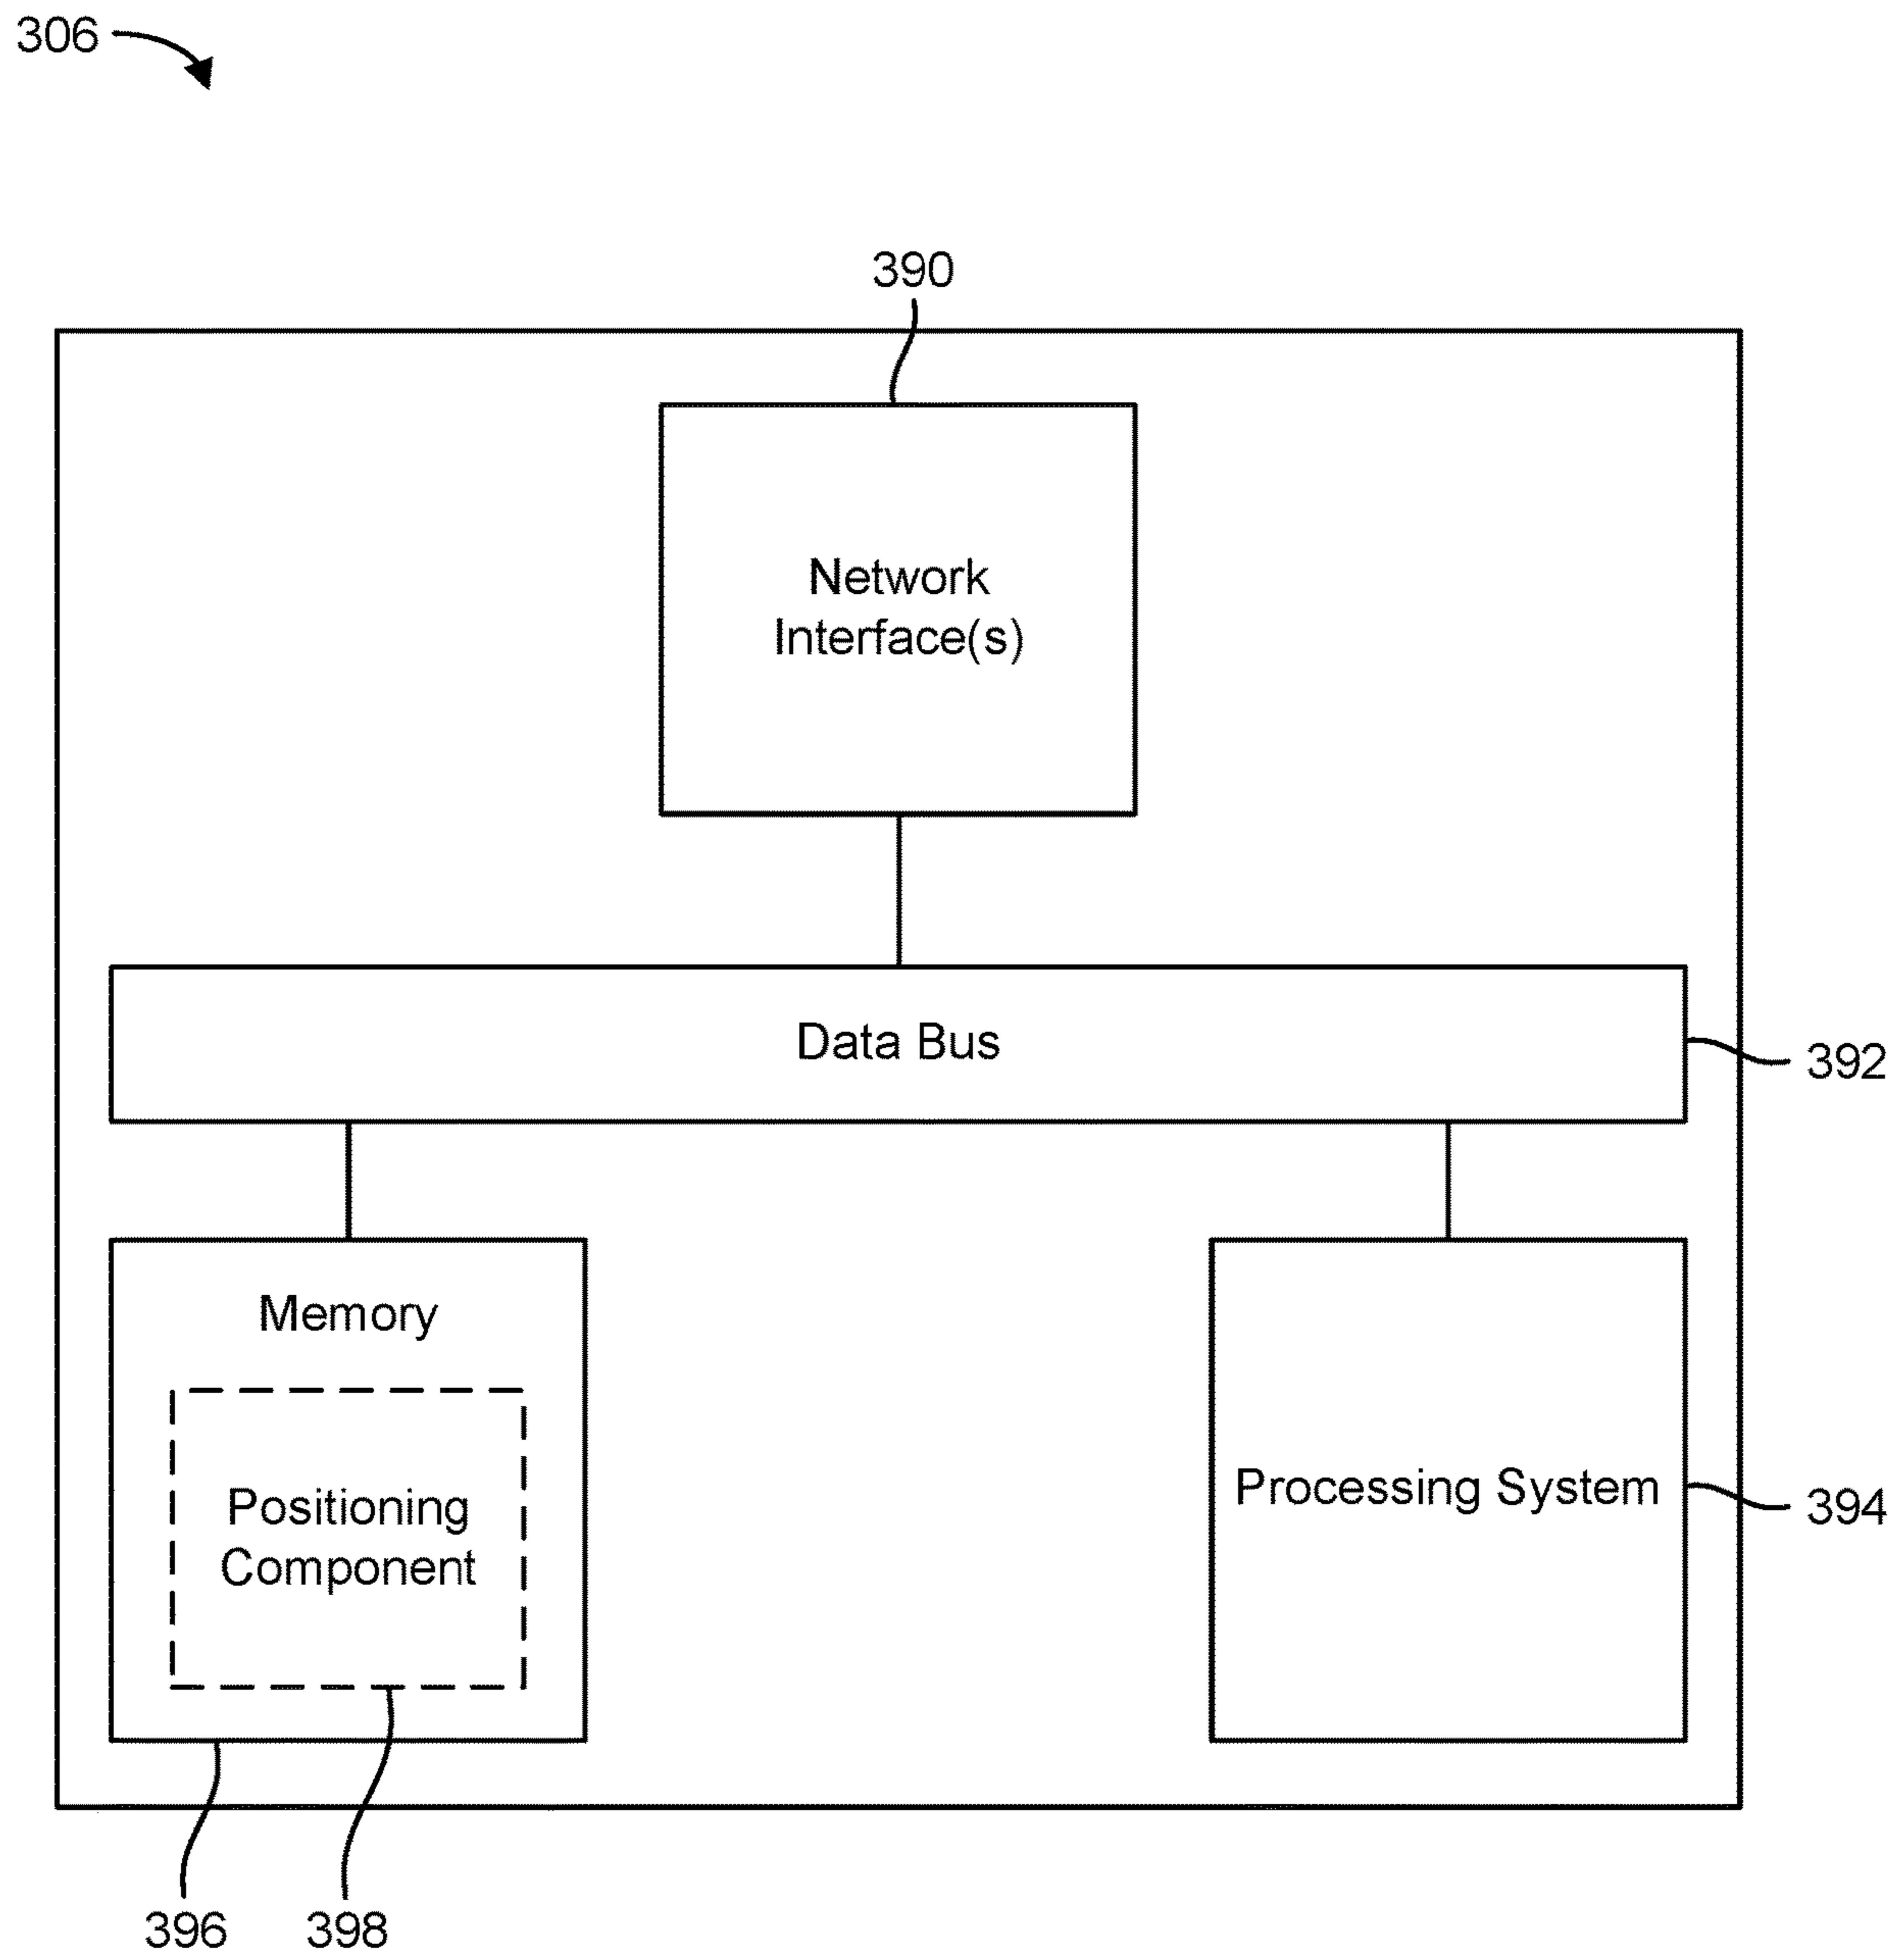 306
390
Network
Interface(s)
Data Bus
392
Memory
Positioning
Component
Processing System
394
396
398